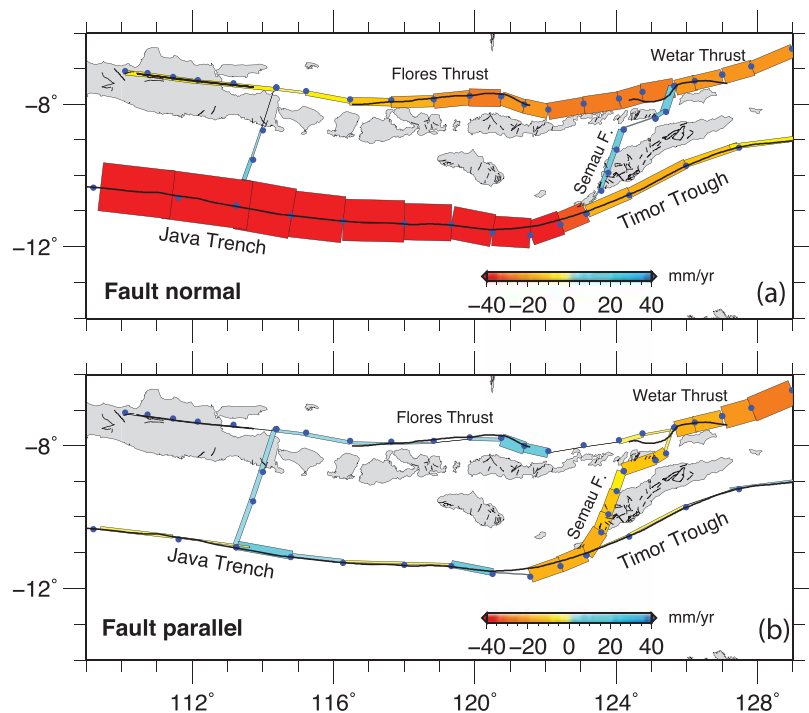 (a)
Wetar Thrust
Flores Thrust
−8˚
Semau F.
Timor Trough
Java Trench
−12˚
Fault normal
mm/yr
−40 −20 0 20 40
(b)
Wetar Thrust
Flores Thrust
−8˚
Semau F.
Timor Trough
Java Trench
−12˚
Fault parallel
mm/yr
−40 −20 0 20 40
112˚ 116˚ 120˚ 124˚ 128˚